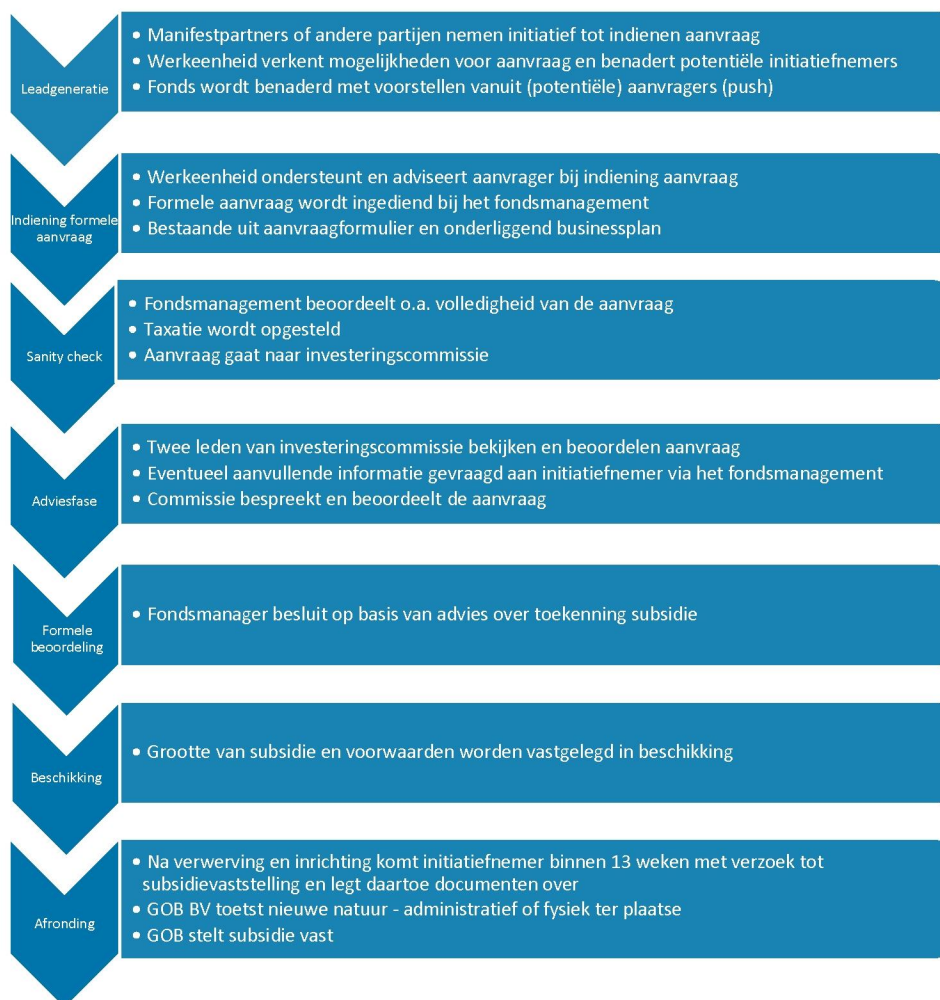 Leadgeneratie
• Manifestpartners of andere partijen nemen initiatief tot indienen aanvraag
• Werkeenheid verkent mogelijkheden voor aanvraag en benadert potentiële initiatiefnemers
• Fonds wordt benaderd met voorstellen vanuit (potentiële) aanvragers (push)
Indiening formele
aanvraag
• Werkeenheid ondersteunt en adviseert aanvrager bij indiening aanvraag
• Formele aanvraag wordt ingediend bij het fondsmanagement
• Bestaande uit aanvraagformulier en onderliggend businessplan
Sanity check
• Fondsmanagement beoordeelt o.a. volledigheid van de aanvraag
• Taxatie wordt opgesteld
• Aanvraag gaat naar investeringscommissie
Adviesfase
• Twee leden van investeringscommissie bekijken en beoordelen aanvraag
• Eventueel aanvullende informatie gevraagd aan initiatiefnemer via het fondsmanagement
• Commissie bespreekt en beoordeelt de aanvraag
Formele
beoordeling
• Fondsmanager besluit op basis van advies over toekenning subsidie
Beschikking
• Grootte van subsidie en voorwaarden worden vastgelegd in beschikking
Afronding
• Na verwerving en inrichting komt initiatiefnemer binnen 13 weken met verzoek tot
subsidievaststelling en legt daartoe documenten over
• GOB BV toetst nieuwe natuur - administratief of fysiek ter plaatse
• GOB stelt subsidie vast